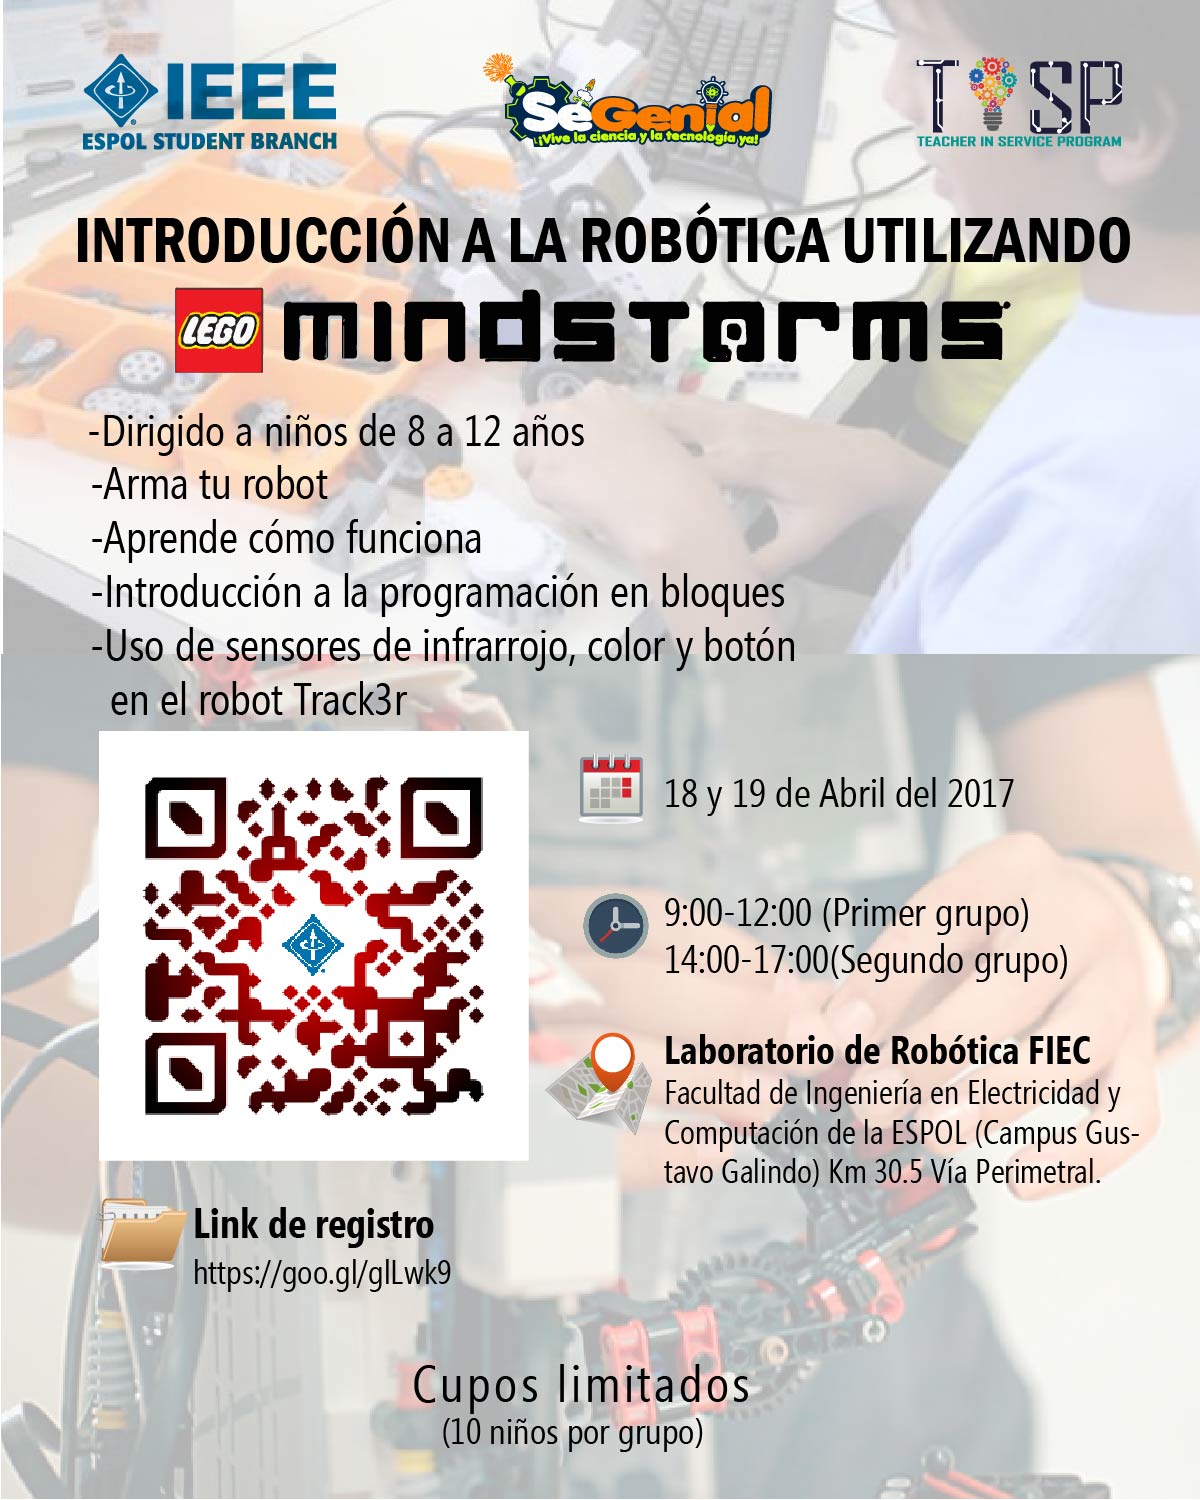 IEEE
ESPOL STUDENT BRANCH
SéGenial
¡Vive la ciencia y la tecnología ya!
TISP
TEACHER IN SERVICE PROGRAM
INTRODUCCIÓN A LA ROBÓTICA UTILIZANDO
LEGO mindstorms
-Dirigido a niños de 8 a 12 años
-Arma tu robot
-Aprende cómo funciona
-Introducción a la programación en bloques
-Uso de sensores de infrarrojo, color y botón
en el robot Track3r
18 y 19 de Abril del 2017
9:00-12:00 (Primer grupo)
14:00-17:00(Segundo grupo)
Laboratorio de Robótica FIEC
Facultad de Ingeniería en Electricidad y
Computación de la ESPOL (Campus Gus-
tavo Galindo) Km 30.5 Vía Perimetral.
Link de registro
https://goo.gl/glLwk9
Cupos limitados
(10 niños por grupo)